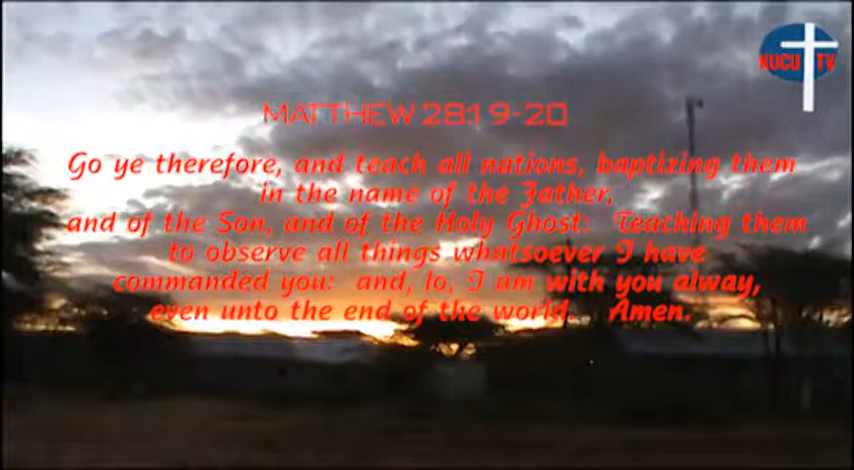 KUCU TV
MATTHEW 28:19-20
Go ye therefore, and teach all nations, baptizing them
in the name of the Father,
and of the Son, and of the Holy Ghost: Teaching them
to observe all things whatsoever I have
commanded you: and, lo, I am with you alway,
even unto the end of the world. Amen.